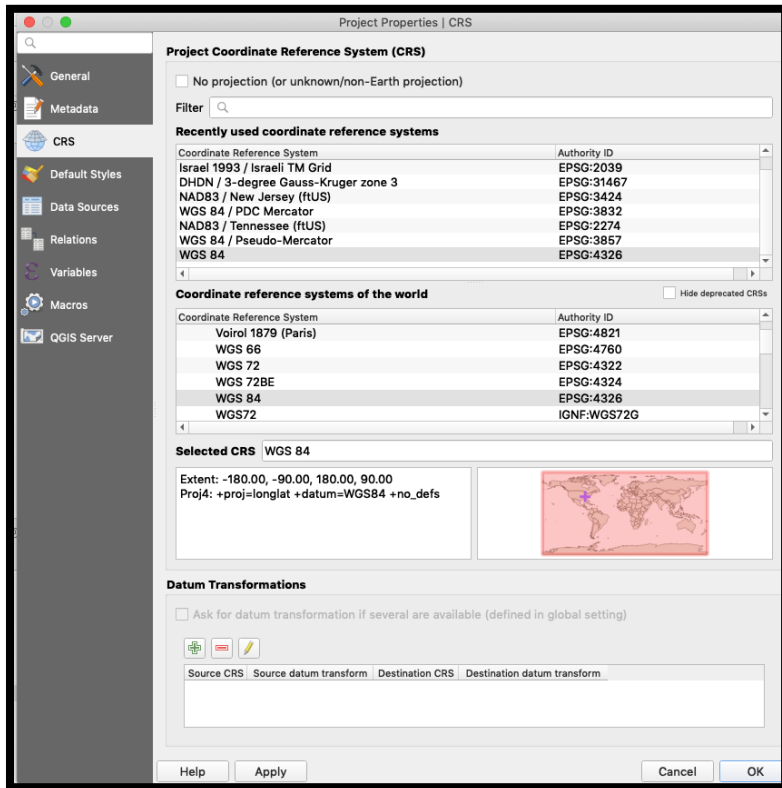 Project Properties | CRS
General
Metadata
CRS
Default Styles
Data Sources
Relations
Variables
Macros
QGIS Server
Project Coordinate Reference System (CRS)
No projection (or unknown/non-Earth projection)
Filter
Recently used coordinate reference systems
Coordinate Reference System Authority ID
Israel 1993 / Israeli TM Grid EPSG:2039
DHDN / 3-degree Gauss-Kruger zone 3 EPSG:31467
NAD83 / New Jersey (ftUS) EPSG:3424
WGS 84 / PDC Mercator EPSG:3832
NAD83 / Tennessee (ftUS) EPSG:2274
WGS 84 / Pseudo-Mercator EPSG:3857
WGS 84 EPSG:4326
Coordinate reference systems of the world Hide deprecated CRSs
Coordinate Reference System Authority ID
Voirol 1879 (Paris) EPSG:4821
WGS 66 EPSG:4760
WGS 72 EPSG:4322
WGS 72BE EPSG:4324
WGS 84 EPSG:4326
WGS72 IGNF:WGS72G
Selected CRS WGS 84
Extent: -180.00, -90.00, 180.00, 90.00
Proj4: +proj=longlat +datum=WGS84 +no_defs
Datum Transformations
Ask for datum transformation if several are available (defined in global setting)
Source CRS Source datum transform Destination CRS Destination datum transform
Help Apply Cancel OK